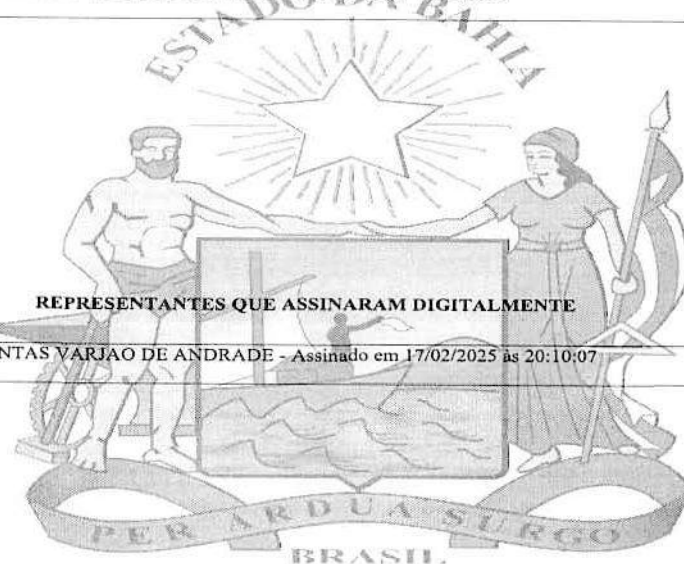 ESTADO DA BAHIA
REPRESENTANTES QUE ASSINARAM DIGITALMENTE
NTAS VARJAO DE ANDRADE - Assinado em 17/02/2025 às 20:10:07
PER ARDUA SURGO
BRASIL